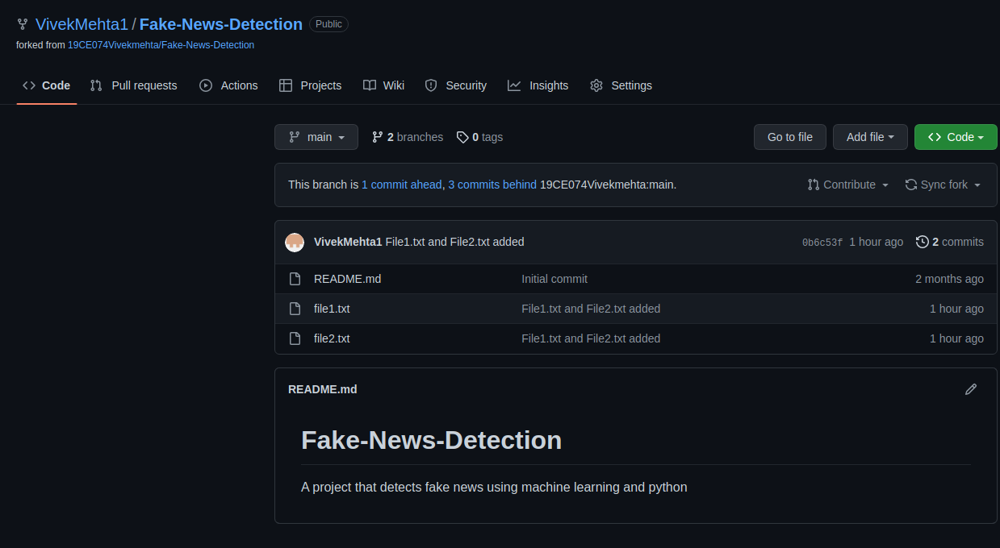 VivekMehta1 / Fake-News-Detection Public
forked from 19CE074Vivekmehta/Fake-News-Detection
Code Pull requests Actions Projects Wiki Security Insights Settings
main 2 branches 0 tags Go to file Add file Code
This branch is 1 commit ahead, 3 commits behind 19CE074Vivekmehta:main. Contribute Sync fork
VivekMehta1 File1.txt and File2.txt added 0b6c53f 1 hour ago 2 commits
README.md Initial commit 2 months ago
file1.txt File1.txt and File2.txt added 1 hour ago
file2.txt File1.txt and File2.txt added 1 hour ago
README.md
Fake-News-Detection
A project that detects fake news using machine learning and python